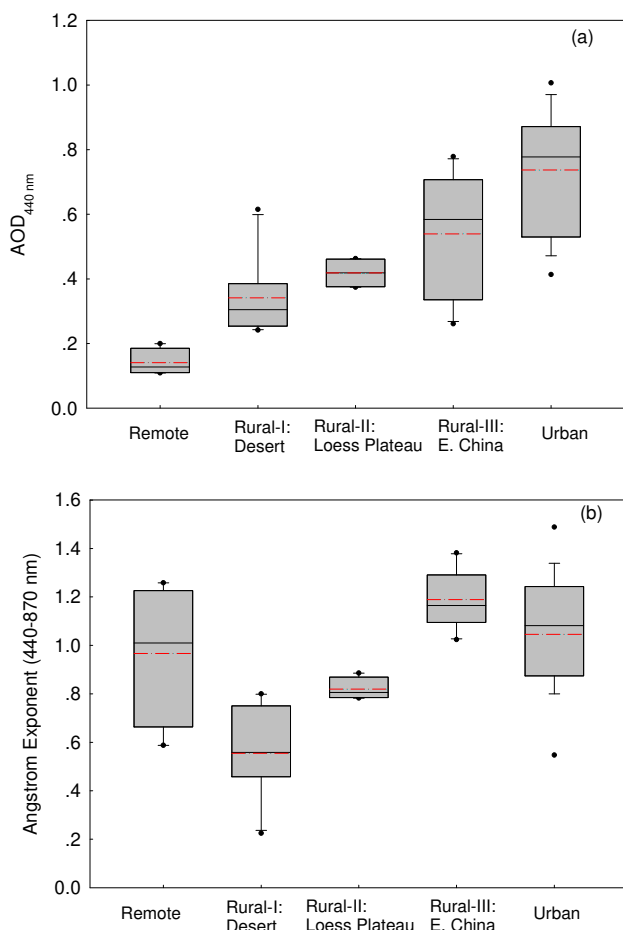 (a)
1.2
1.0
.8
.6
.4
.2
0.0
AOD440 nm
Remote
Rural-I:
Desert
Rural-II:
Loess Plateau
Rural-III:
E. China
Urban
(b)
1.6
1.4
1.2
1.0
.8
.6
.4
.2
0.0
Angstrom Exponent (440-870 nm)
Remote
Rural-I:
Desert
Rural-II:
Loess Plateau
Rural-III:
E. China
Urban